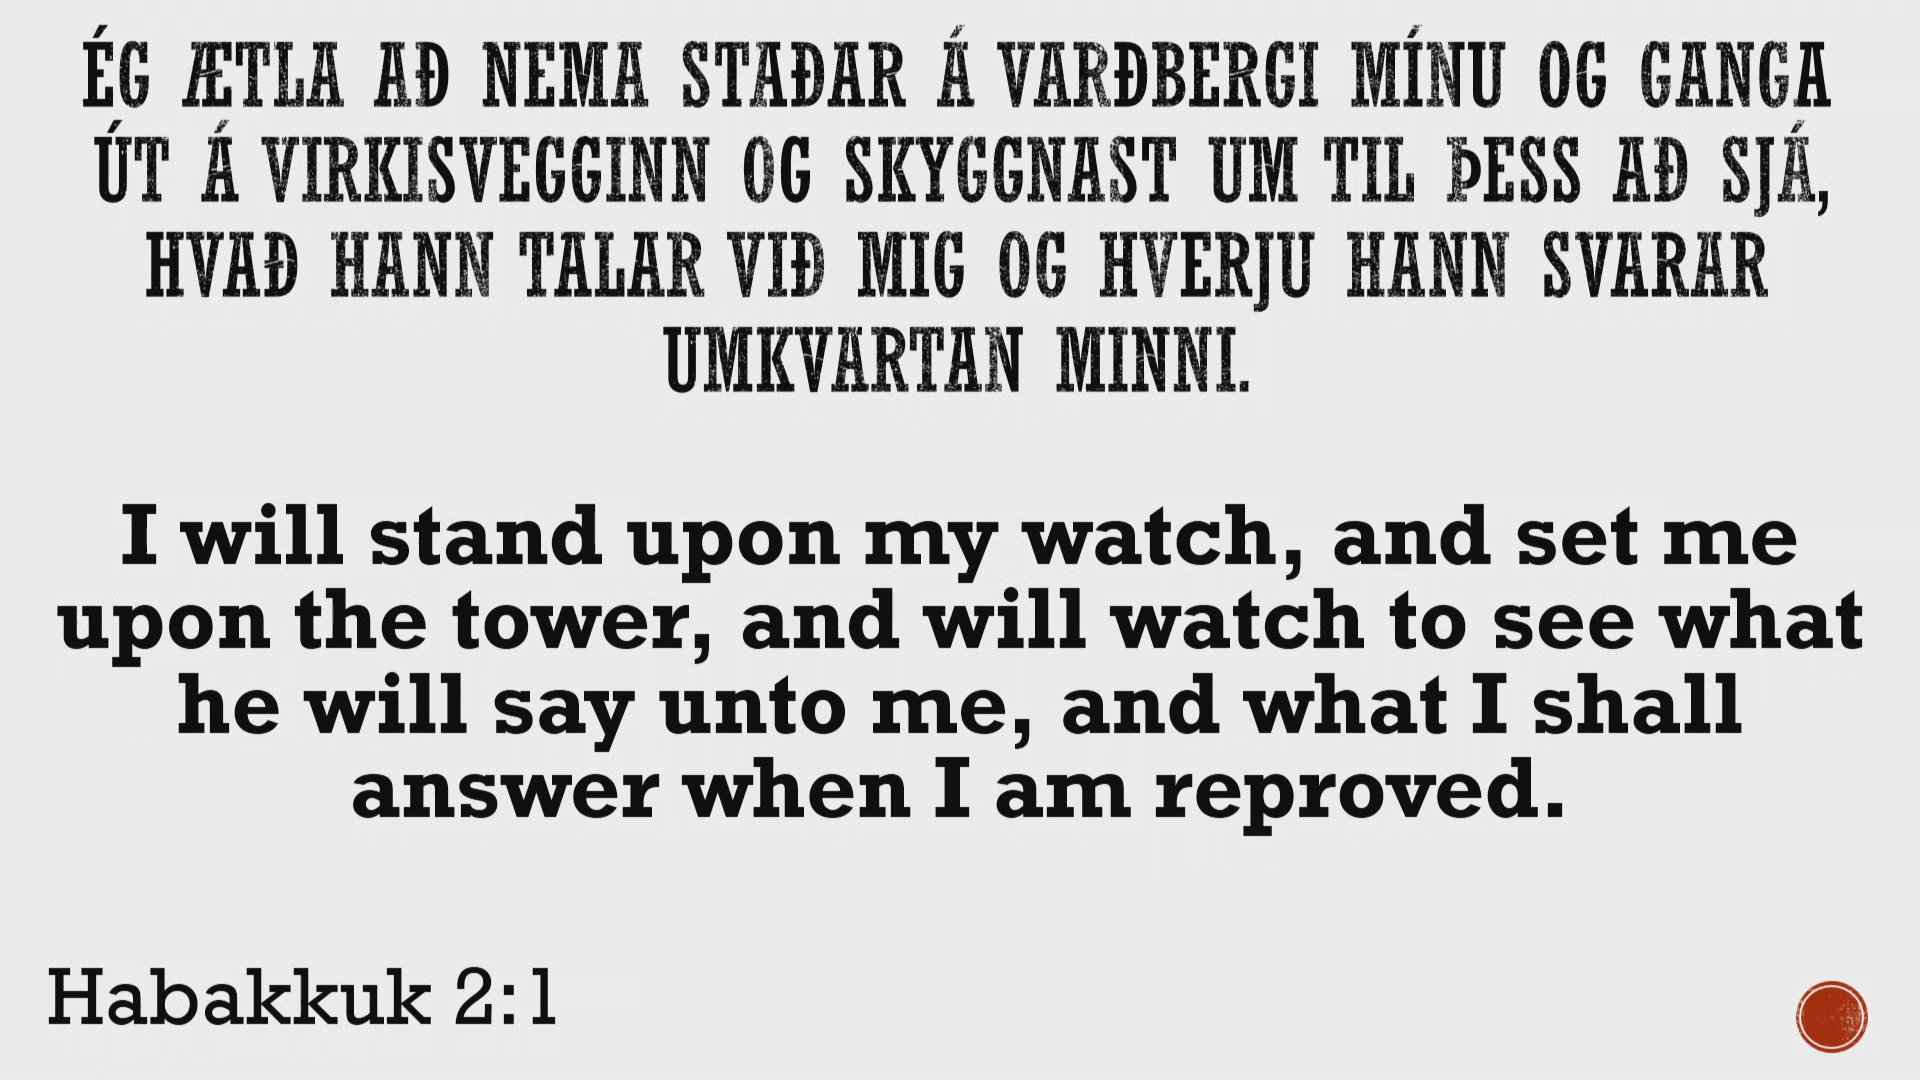 ÉG ÆTLA AÐ NEMA STAÐAR Á VARÐBERGI MÍNU OG GANGA
ÚT Á VIRKISVEGGINN OG SKYGGNAST UM TIL ÞESS AÐ SJÁ,
HVAÐ HANN TALAR VIÐ MIG OG HVERJU HANN SVARAR
UMKVARTAN MINNI.
I will stand upon my watch, and set me
upon the tower, and will watch to see what
he will say unto me, and what I shall
answer when I am reproved.
Habakkuk 2:1